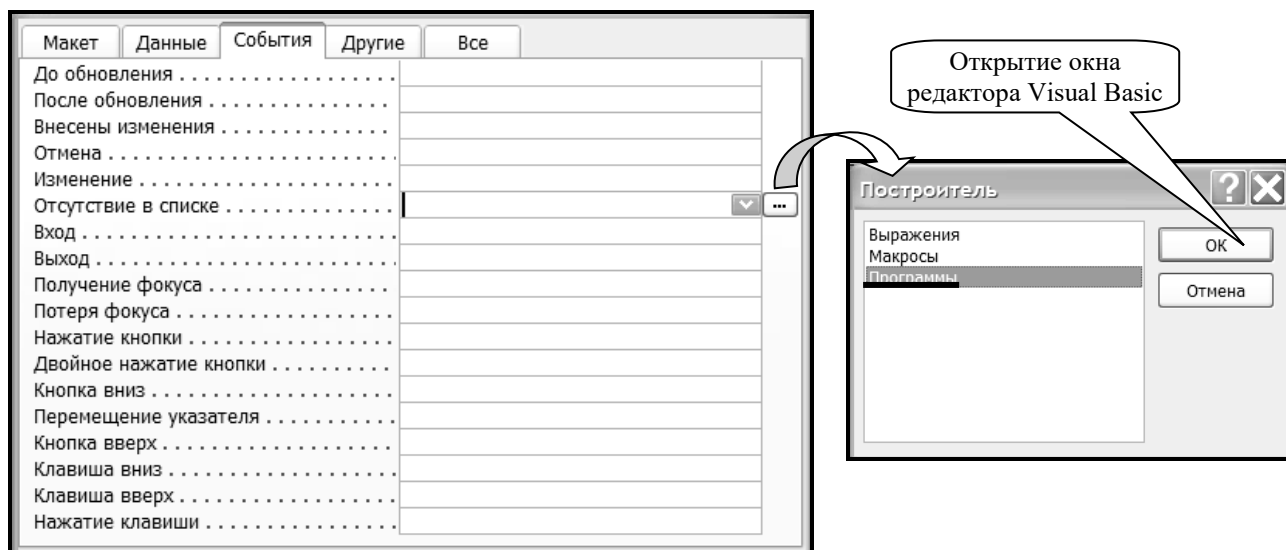 Макет Данные События Другие Все
До обновления
После обновления
Внесены изменения
Отмена
Изменение
Отсутствие в списке ...
Вход
Выход
Получение фокуса
Потеря фокуса
Нажатие кнопки
Двойное нажатие кнопки
Кнопка вниз
Перемещение указателя
Кнопка вверх
Клавиша вниз
Клавиша вверх
Нажатие клавиши
Открытие окна
редактора Visual Basic
Построитель ?
Выражения
Макросы
Программы
ОК
Отмена